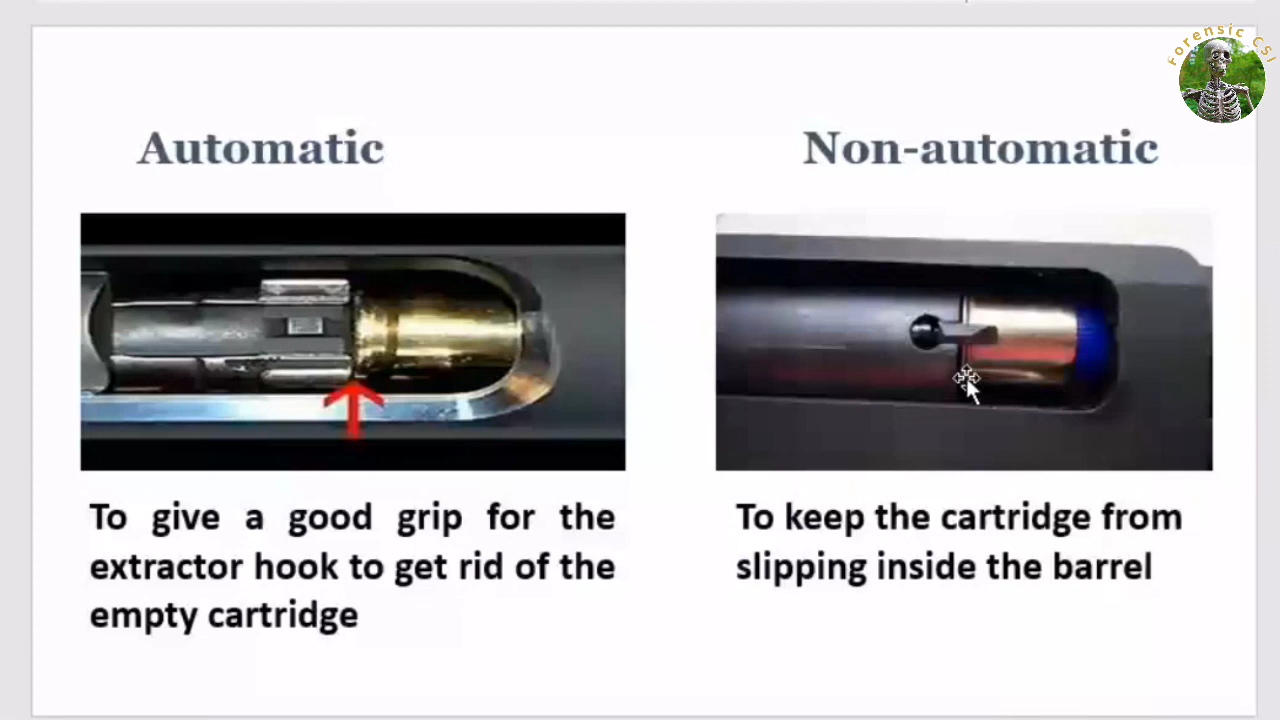 Forensic CSI
Automatic
Non-automatic
To give a good grip for the
extractor hook to get rid of the
empty cartridge
To keep the cartridge from
slipping inside the barrel